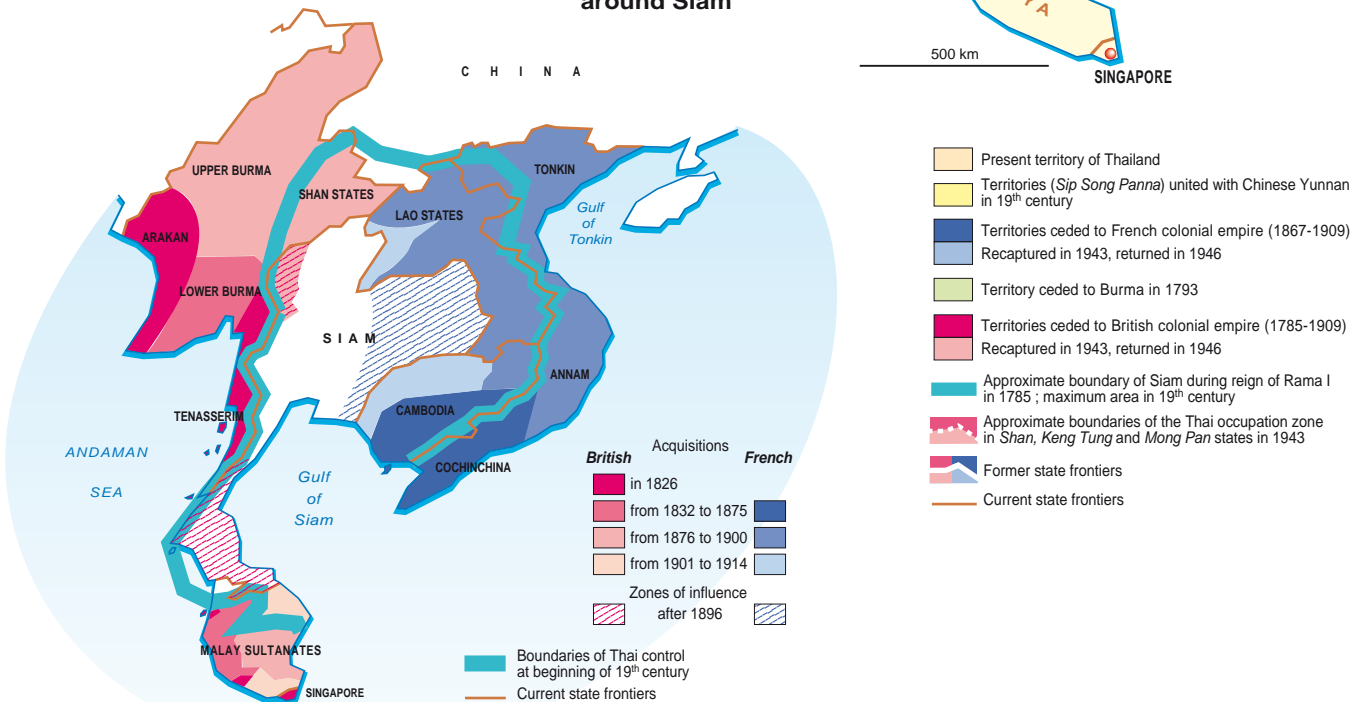 around Siam
Y A
500 km
SINGAPORE
C H I N A
UPPER BURMA
TONKIN
SHAN STATES
LAO STATES
Gulf
of
Tonkin
ARAKAN
LOWER BURMA
S I A M
ANNAM
CAMBODIA
TENASSERIM
ANDAMAN
SEA
COCHINCHINA
Gulf
of
Siam
MALAY SULTANATES
SINGAPORE
Acquisitions
British French
in 1826
from 1832 to 1875
from 1876 to 1900
from 1901 to 1914
Zones of influence
after 1896
Boundaries of Thai control
at beginning of 19th century
Current state frontiers
Present territory of Thailand
Territories (Sip Song Panna) united with Chinese Yunnan
in 19th century
Territories ceded to French colonial empire (1867-1909)
Recaptured in 1943, returned in 1946
Territory ceded to Burma in 1793
Territories ceded to British colonial empire (1785-1909)
Recaptured in 1943, returned in 1946
Approximate boundary of Siam during reign of Rama I
in 1785 ; maximum area in 19th century
Approximate boundaries of the Thai occupation zone
in Shan, Keng Tung and Mong Pan states in 1943
Former state frontiers
Current state frontiers